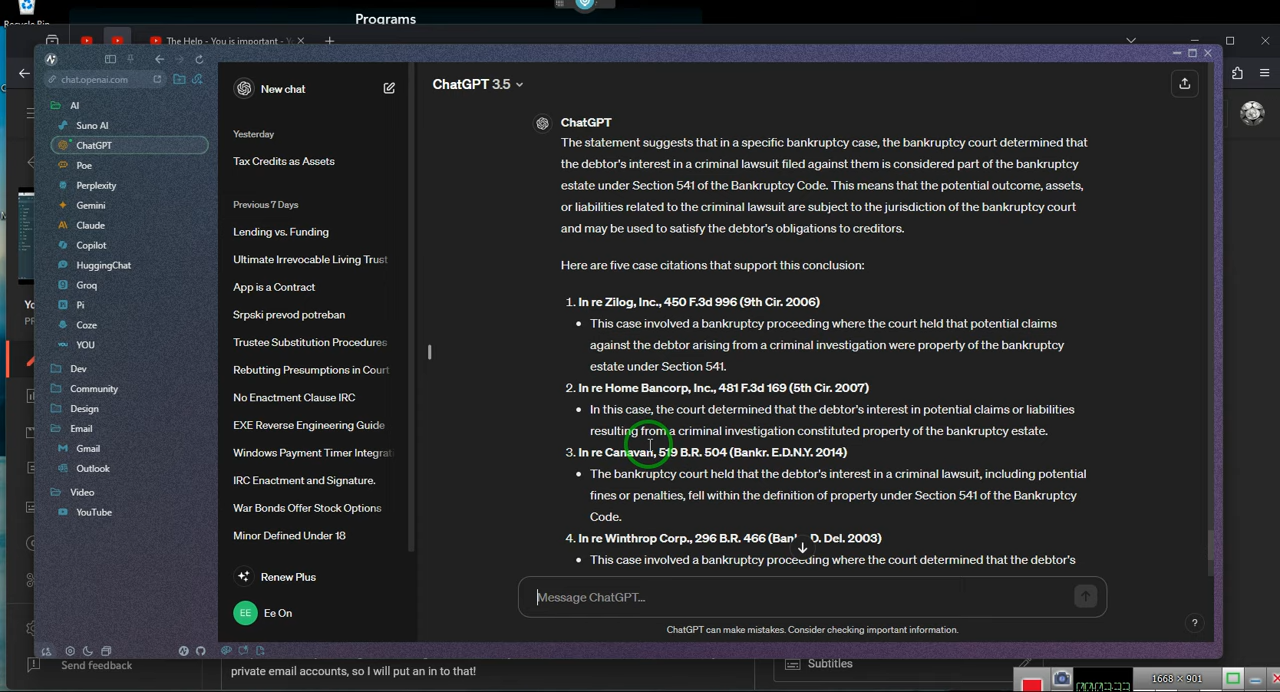 Recycle Bin
Programs
The Help - You is important -
chat.openai.com
AI
Suno AI
ChatGPT
Poe
Perplexity
Gemini
Claude
Copilot
HuggingChat
Groq
Pi
Coze
YOU
Dev
Community
Design
Email
Gmail
Outlook
Video
YouTube
Send feedback
New chat
Yesterday
Tax Credits as Assets
Previous 7 Days
Lending vs. Funding
Ultimate Irrevocable Living Trust
App is a Contract
Srpski prevod potreban
Trustee Substitution Procedures
Rebutting Presumptions in Court
No Enactment Clause IRC
EXE Reverse Engineering Guide
Windows Payment Timer Integrat
IRC Enactment and Signature.
War Bonds Offer Stock Options
Minor Defined Under 18
Renew Plus
EE Ee On
ChatGPT 3.5
ChatGPT
The statement suggests that in a specific bankruptcy case, the bankruptcy court determined that
the debtor's interest in a criminal lawsuit filed against them is considered part of the bankruptcy
estate under Section 541 of the Bankruptcy Code. This means that the potential outcome, assets,
or liabilities related to the criminal lawsuit are subject to the jurisdiction of the bankruptcy court
and may be used to satisfy the debtor's obligations to creditors.
Here are five case citations that support this conclusion:
1. In re Zilog, Inc., 450 F.3d 996 (9th Cir. 2006)
• This case involved a bankruptcy proceeding where the court held that potential claims
against the debtor arising from a criminal investigation were property of the bankruptcy
estate under Section 541.
2. In re Home Bancorp, Inc., 481 F.3d 169 (5th Cir. 2007)
• In this case, the court determined that the debtor's interest in potential claims or liabilities
resulting from a criminal investigation constituted property of the bankruptcy estate.
3. In re Canavan, 519 B.R. 504 (Bankr. E.D.N.Y. 2014)
• The bankruptcy court held that the debtor's interest in a criminal lawsuit, including potential
fines or penalties, fell within the definition of property under Section 541 of the Bankruptcy
Code.
4. In re Winthrop Corp., 296 B.R. 466 (Bank D. Del. 2003)
• This case involved a bankruptcy proceeding where the court determined that the debtor's
Message ChatGPT...
ChatGPT can make mistakes. Consider checking important information.
?
private email accounts, so I will put an in to that!
Subtitles
1668 × 901